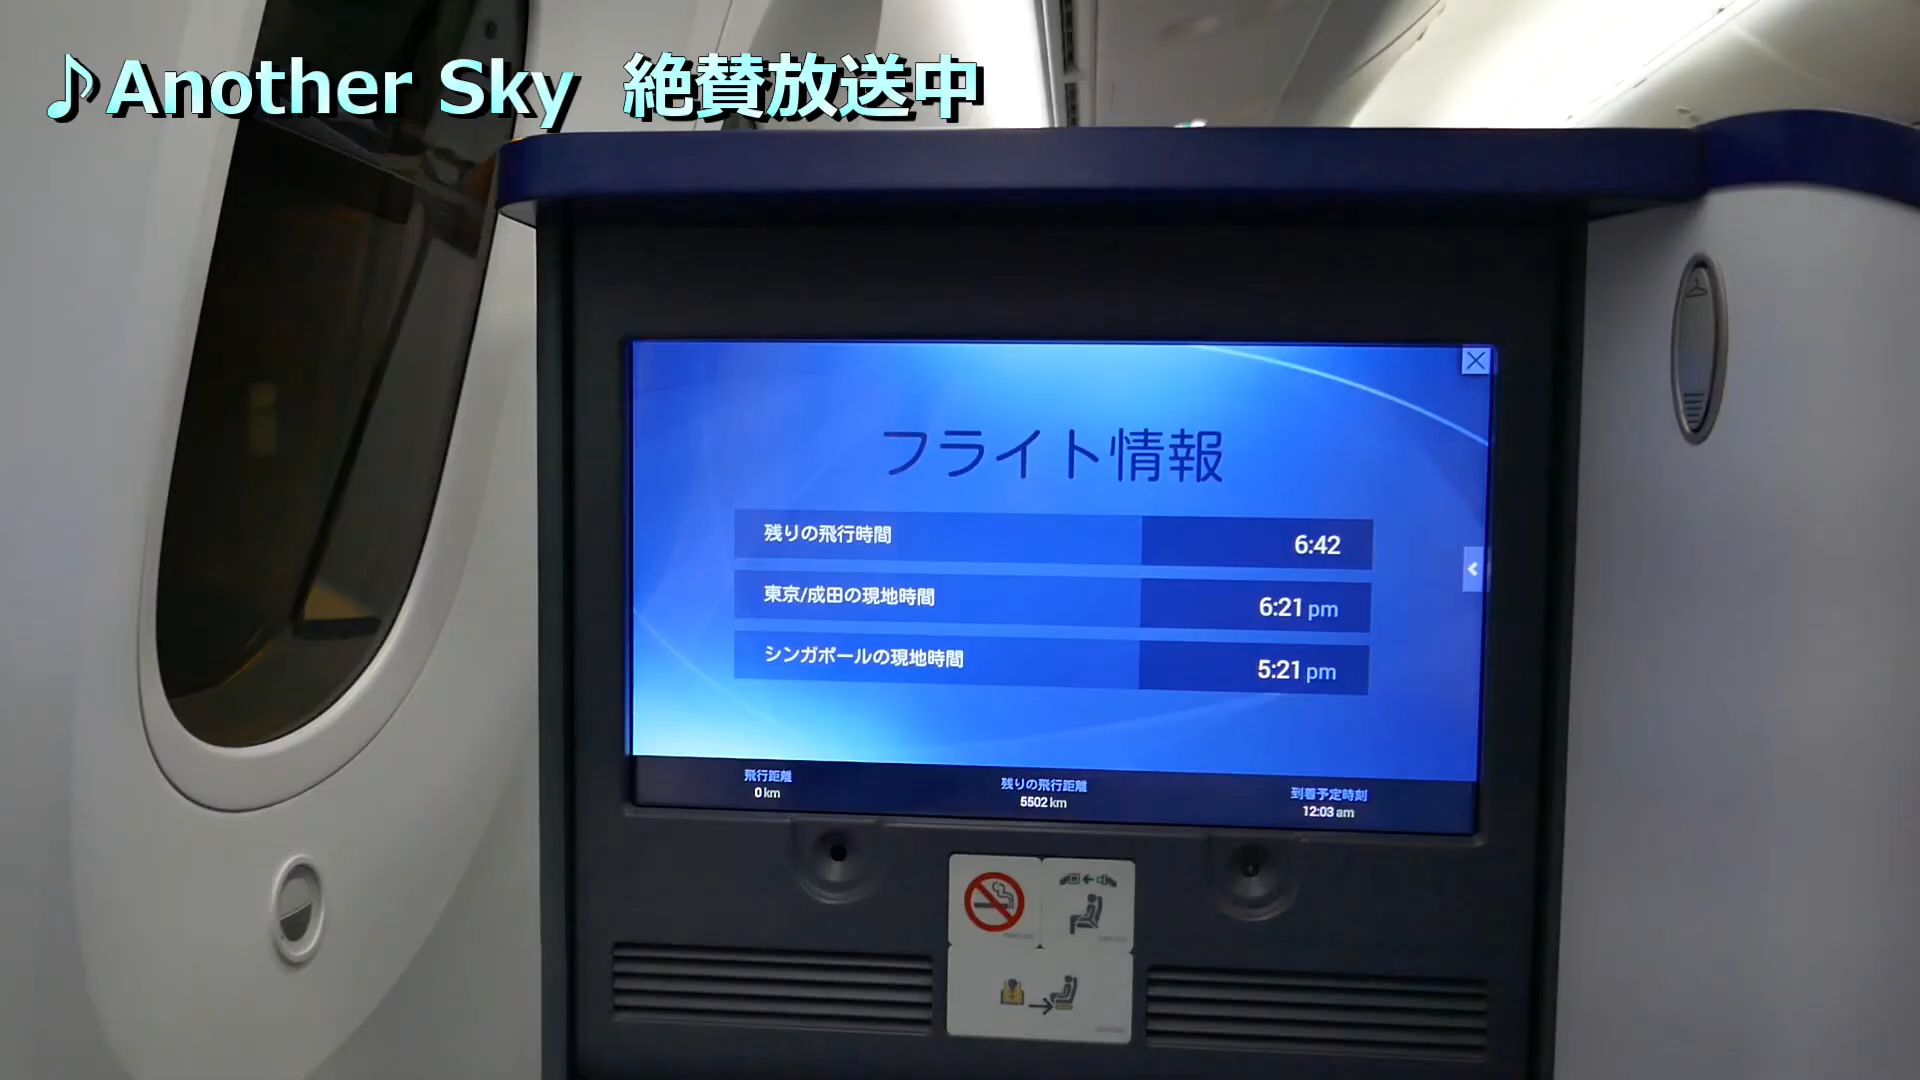 ♪Another Sky 絶賛放送中
フライト情報
残りの飛行時間 6:42
東京/成田の現地時間 6:21 pm
シンガポールの現地時間 5:21 pm
飛行距離 残りの飛行距離 到着予定時刻
0 km 5502 km 12:03 am